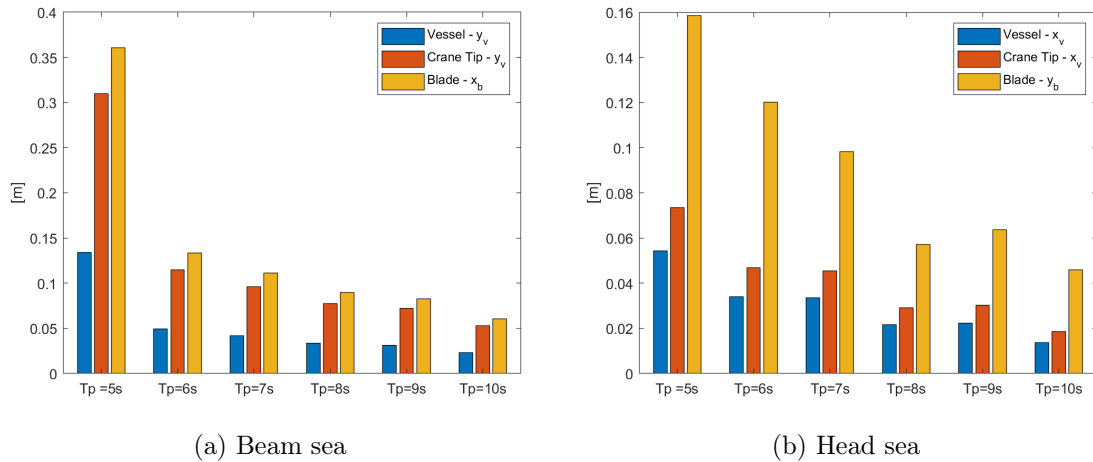 0.4
0.35
0.3
0.25
0.2
0.15
0.1
0.05
0
[m]
Vessel - y_v
Crane Tip - y_v
Blade - x_b
Tp =5s Tp=6s Tp=7s Tp=8s Tp=9s Tp=10s
(a) Beam sea
0.16
0.14
0.12
0.1
0.08
0.06
0.04
0.02
0
[m]
Vessel - x_v
Crane Tip - x_v
Blade - y_b
Tp =5s Tp=6s Tp=7s Tp=8s Tp=9s Tp=10s
(b) Head sea